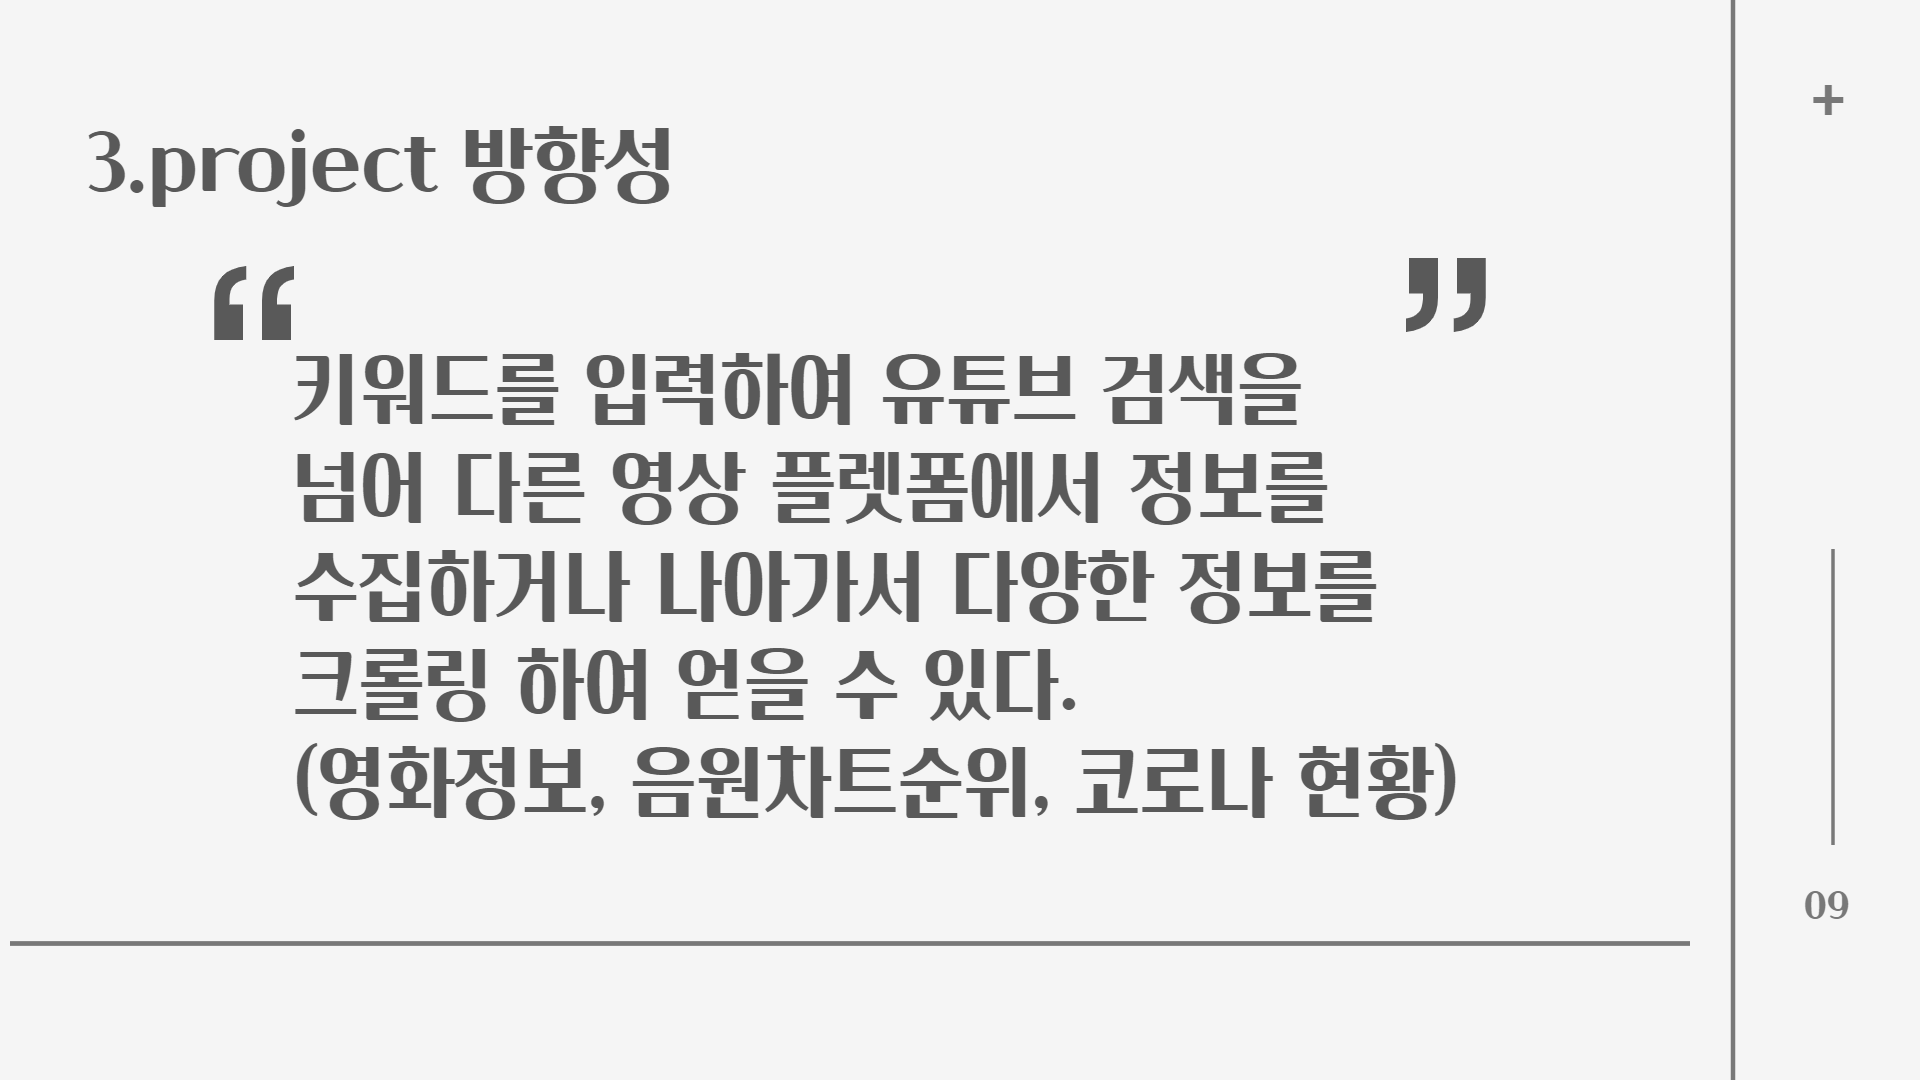 +
3.project 방향성
“ ”
키워드를 입력하여 유튜브 검색을
넘어 다른 영상 플렛폼에서 정보를
수집하거나 나아가서 다양한 정보를
크롤링 하여 얻을 수 있다.
(영화정보, 음원차트순위, 코로나 현황)
09